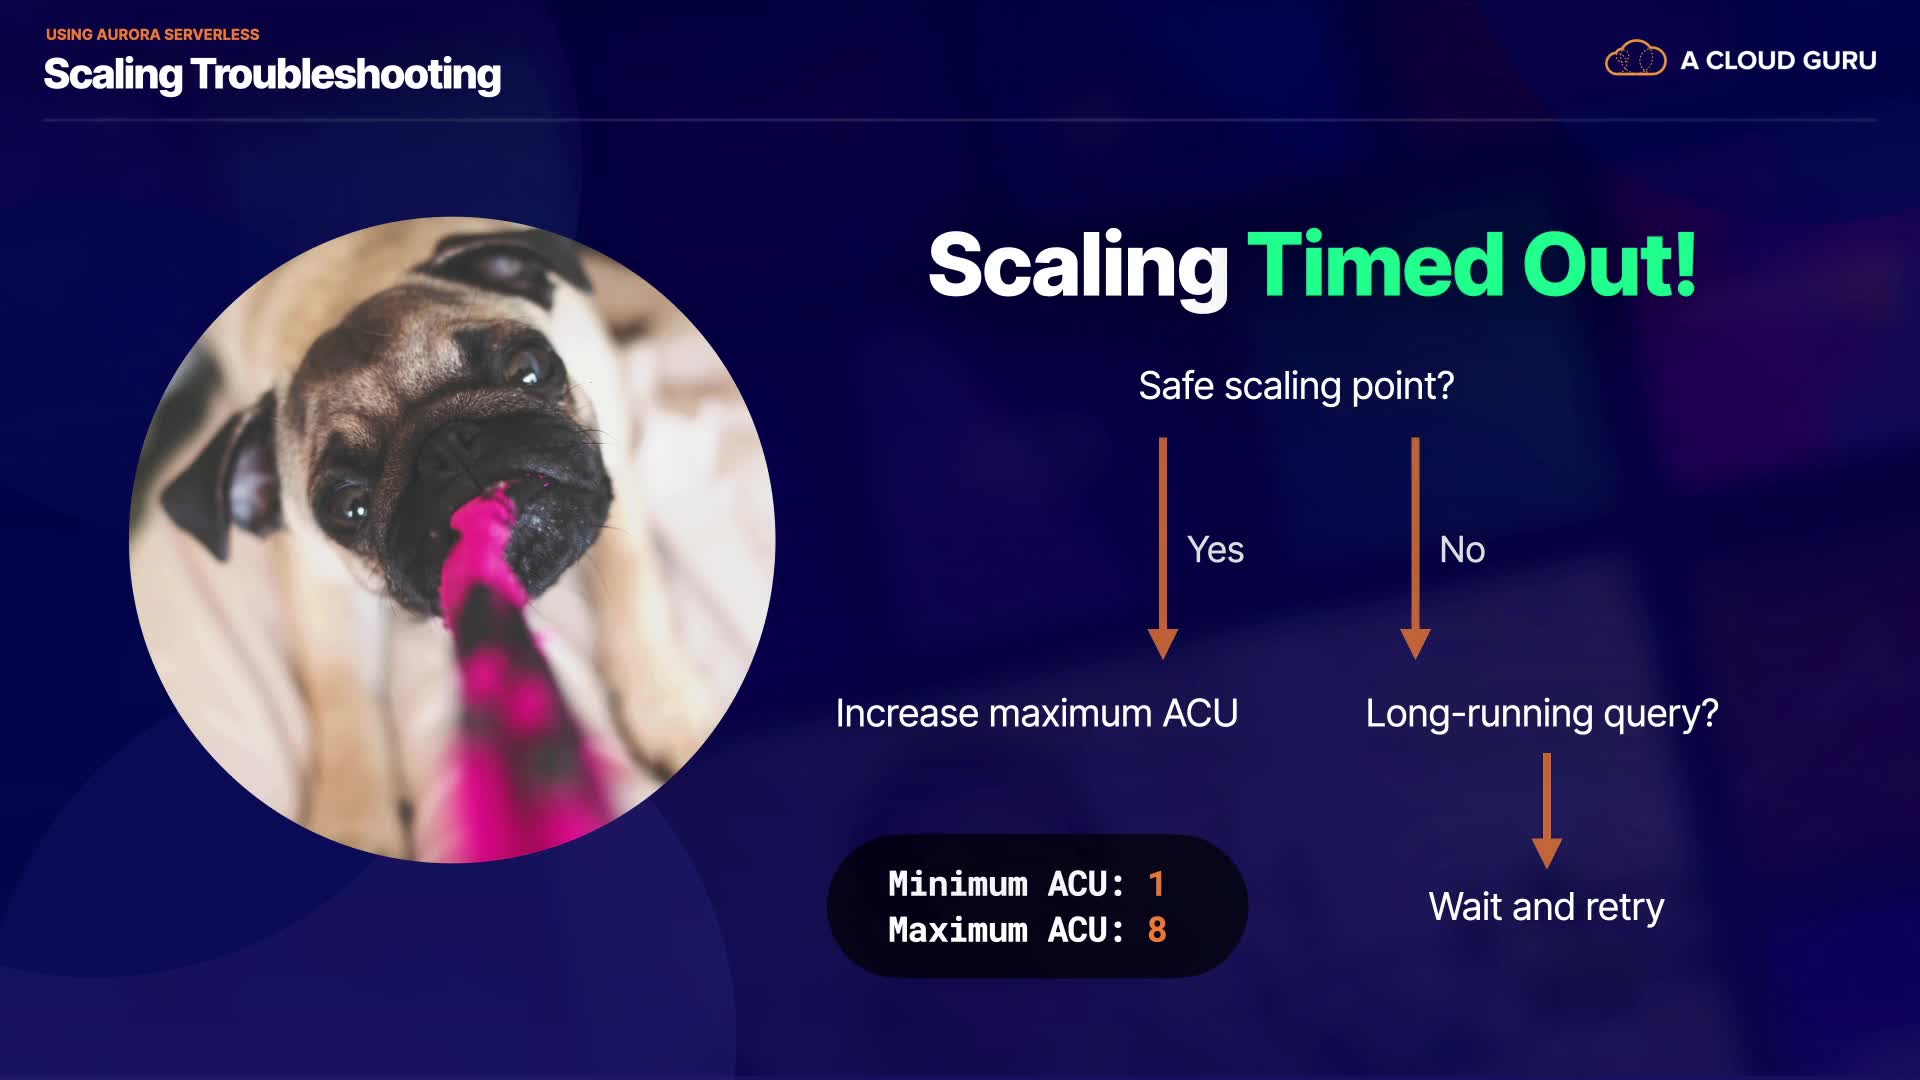 USING AURORA SERVERLESS
Scaling Troubleshooting
A CLOUD GURU
Scaling Timed Out!
Safe scaling point?
Yes
No
Increase maximum ACU
Long-running query?
Minimum ACU: 1
Maximum ACU: 8
Wait and retry